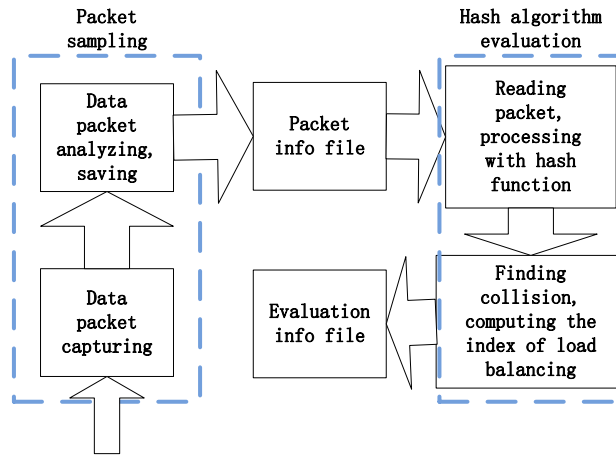 Packet
sampling
Hash algorithm
evaluation
Data
packet
analyzing,
saving
Packet
info file
Reading
packet,
processing
with hash
function
Data
packet
capturing
Evaluation
info file
Finding
collision,
computing the
index of load
balancing